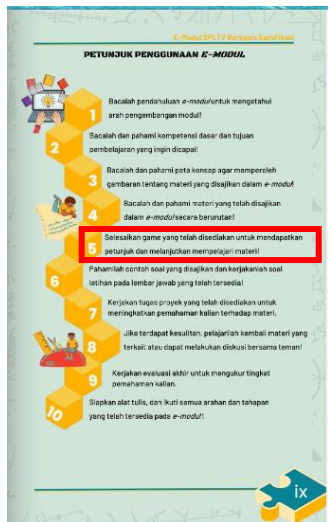 E-Modul SPLTV Berbasis Gamifikasi
PETUNJUK PENGGUNAAN E-MODUL
1
Bacalah pendahuluan e-modul untuk mengetahui
arah pengembangan modul!
2
Bacalah dan pahami kompetensi dasar dan tujuan
pembelajaran yang ingin dicapai!
3
Bacalah dan pahami peta konsep agar memperoleh
gambaran tentang materi yang disajikan dalam e-modul!
4
Bacalah dan pahami materi yang telah disajikan
dalam e-modul secara berurutan!
5
Selesaikan game yang telah disediakan untuk mendapatkan
petunjuk dan melanjutkan mempelajari materi!
6
Pahamilah contoh soal yang disajikan dan kerjakanlah soal
latihan pada lembar jawab yang telah tersedia!
7
Kerjakan tugas proyek yang telah disediakan untuk
meningkatkan pemahaman kalian terhadap materi.
8
Jika terdapat kesulitan, pelajarilah kembali materi yang
terkait atau dapat melakukan diskusi bersama teman!
9
Kerjakan evaluasi akhir untuk mengukur tingkat
pemahaman kalian.
10
Siapkan alat tulis, dan ikuti semua arahan dan tahapan
yang telah tersedia pada e-modul!
ix